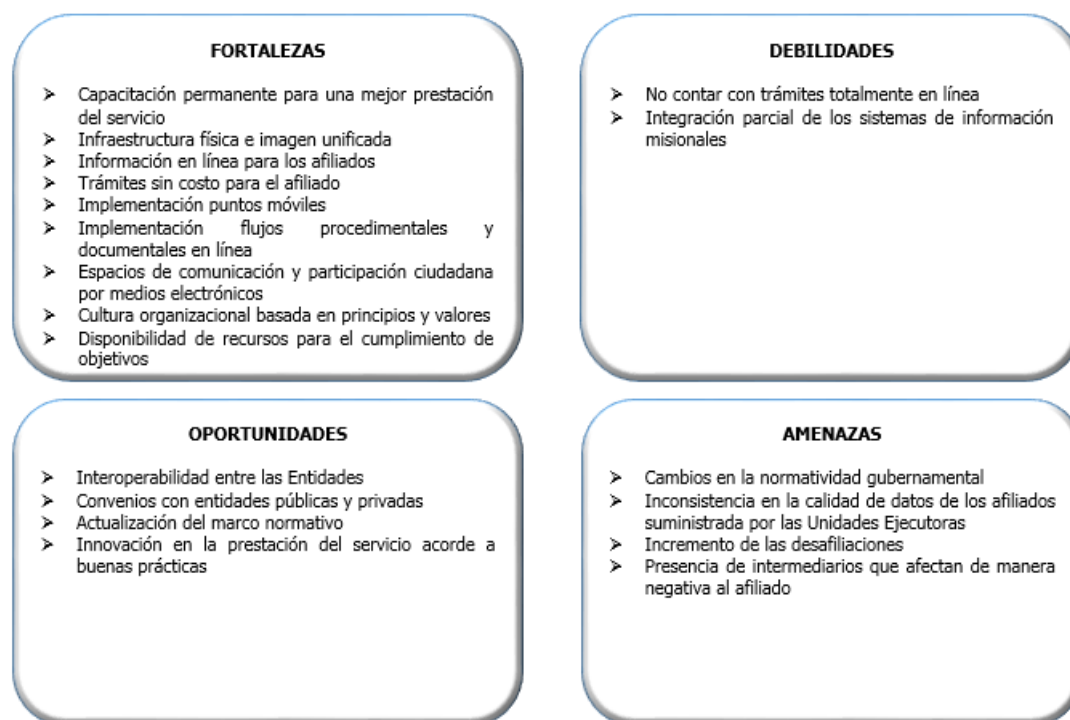 FORTALEZAS
➢ Capacitación permanente para una mejor prestación
del servicio
➢ Infraestructura física e imagen unificada
➢ Información en línea para los afiliados
➢ Trámites sin costo para el afiliado
➢ Implementación puntos móviles
➢ Implementación flujos procedimentales y
documentales en línea
➢ Espacios de comunicación y participación ciudadana
por medios electrónicos
➢ Cultura organizacional basada en principios y valores
➢ Disponibilidad de recursos para el cumplimiento de
objetivos
DEBILIDADES
➢ No contar con trámites totalmente en línea
➢ Integración parcial de los sistemas de información
misionales
OPORTUNIDADES
➢ Interoperabilidad entre las Entidades
➢ Convenios con entidades públicas y privadas
➢ Actualización del marco normativo
➢ Innovación en la prestación del servicio acorde a
buenas prácticas
AMENAZAS
➢ Cambios en la normatividad gubernamental
➢ Inconsistencia en la calidad de datos de los afiliados
suministrada por las Unidades Ejecutoras
➢ Incremento de las desafiliaciones
➢ Presencia de intermediarios que afectan de manera
negativa al afiliado